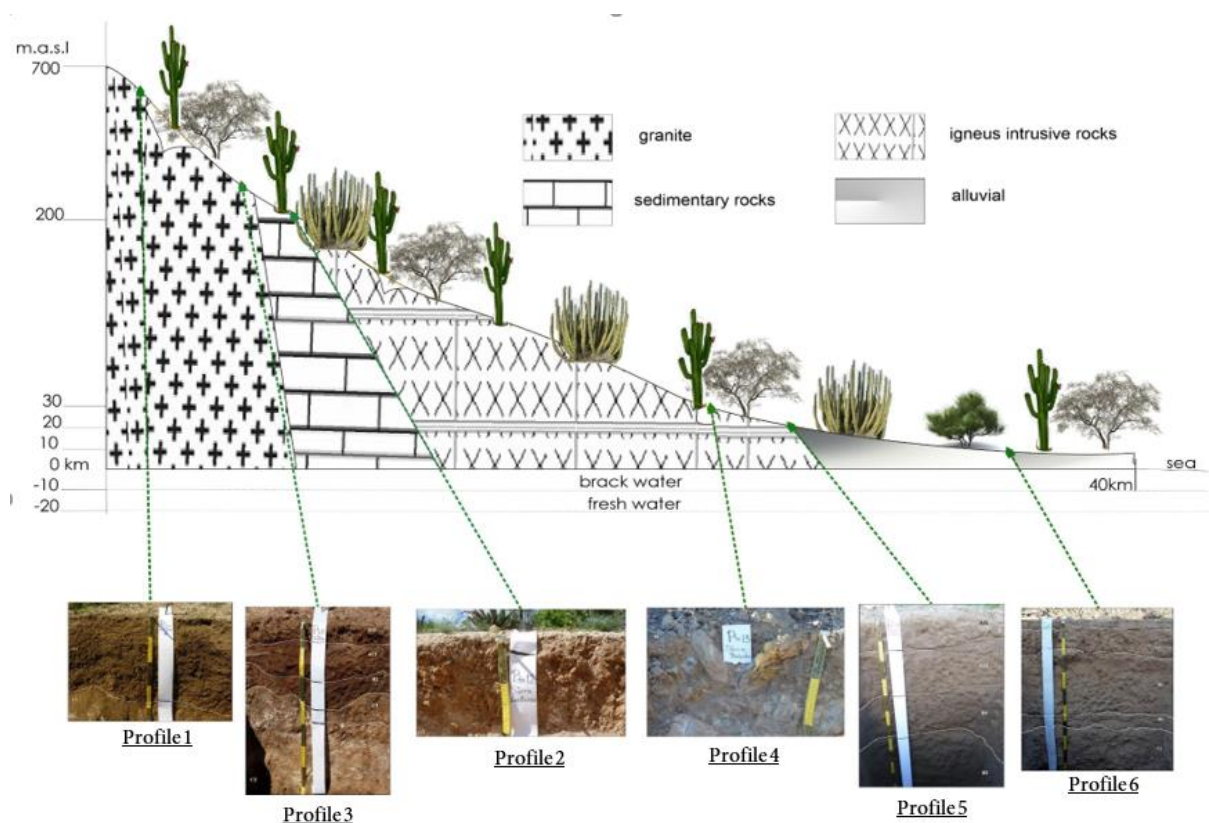 m.a.s.l
700
200
30
20
10
0 km
-10
-20
granite
igneus intrusive rocks
sedimentary rocks
alluvial
brack water
fresh water
sea
40km
Profile 1
Profile 3
Profile 2
Profile 4
Profile 5
Profile 6